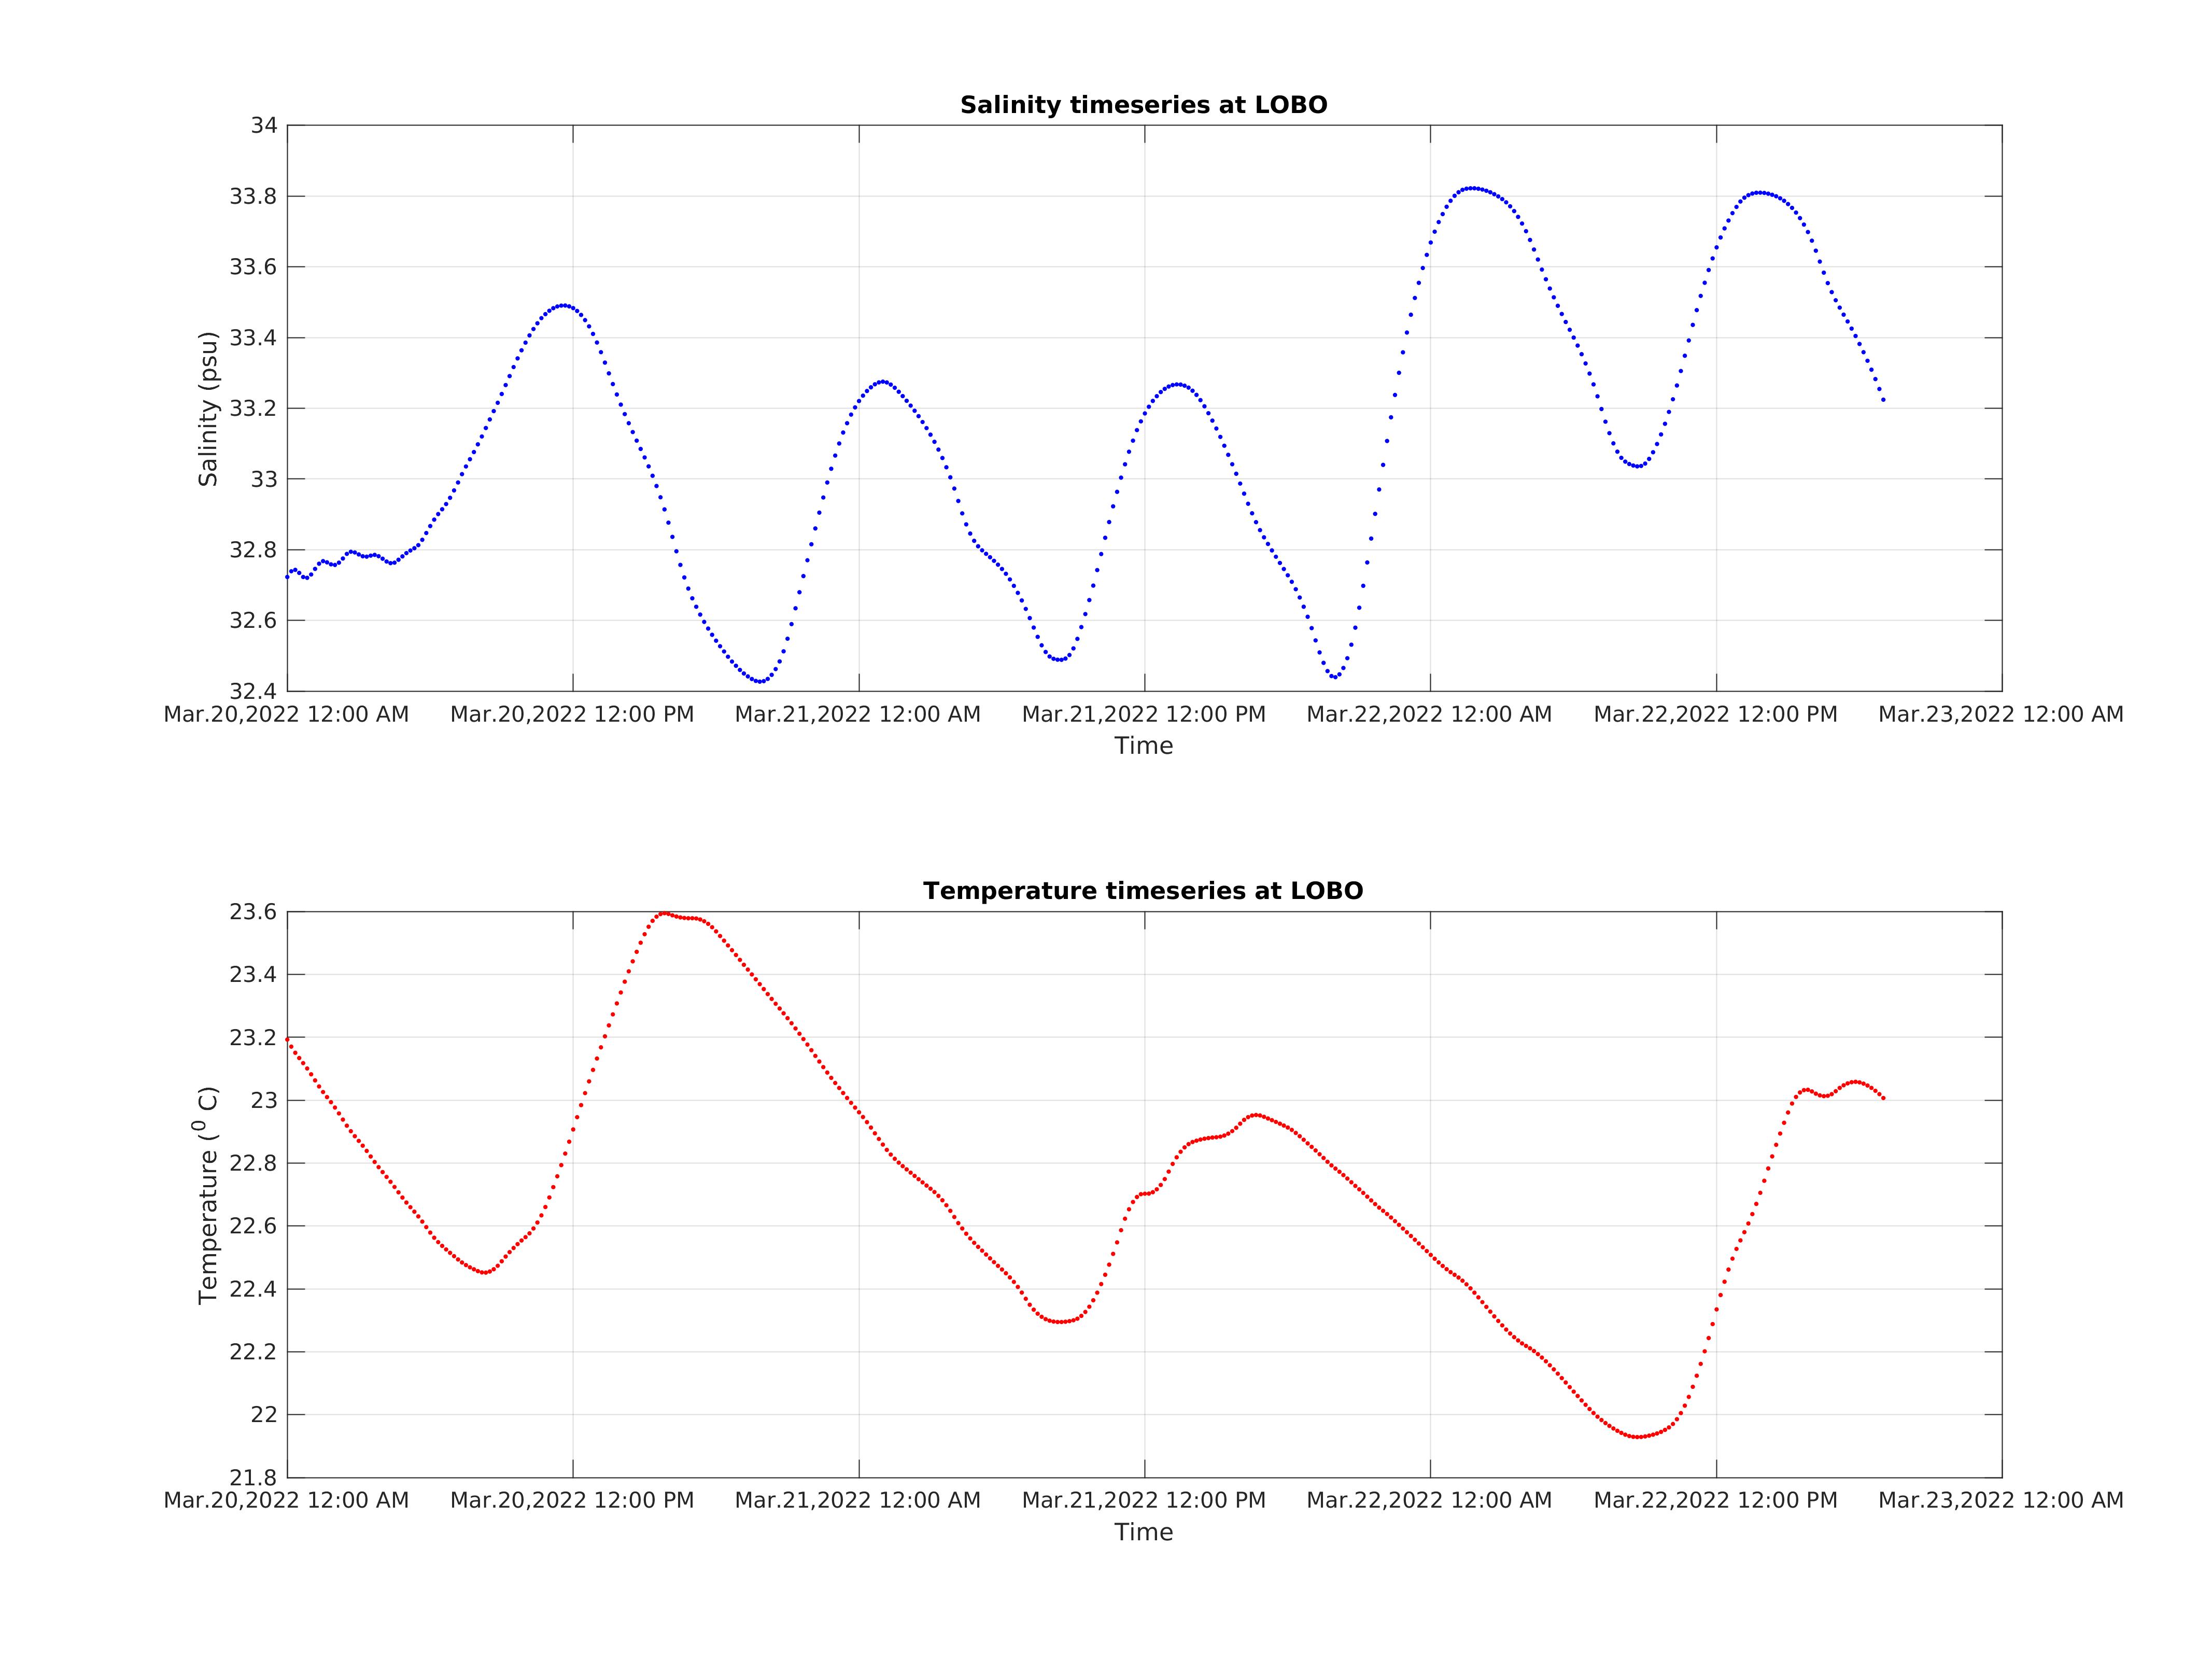 Salinity timeseries at LOBO
34
33.8
33.6
33.4
33.2
33
32.8
32.6
32.4
Salinity (psu)
Mar.20,2022 12:00 AM Mar.20,2022 12:00 PM Mar.21,2022 12:00 AM Mar.21,2022 12:00 PM Mar.22,2022 12:00 AM Mar.22,2022 12:00 PM Mar.23,2022 12:00 AM
Time
Temperature timeseries at LOBO
23.6
23.4
23.2
23
22.8
22.6
22.4
22.2
22
21.8
Temperature (⁰ C)
Mar.20,2022 12:00 AM Mar.20,2022 12:00 PM Mar.21,2022 12:00 AM Mar.21,2022 12:00 PM Mar.22,2022 12:00 AM Mar.22,2022 12:00 PM Mar.23,2022 12:00 AM
Time